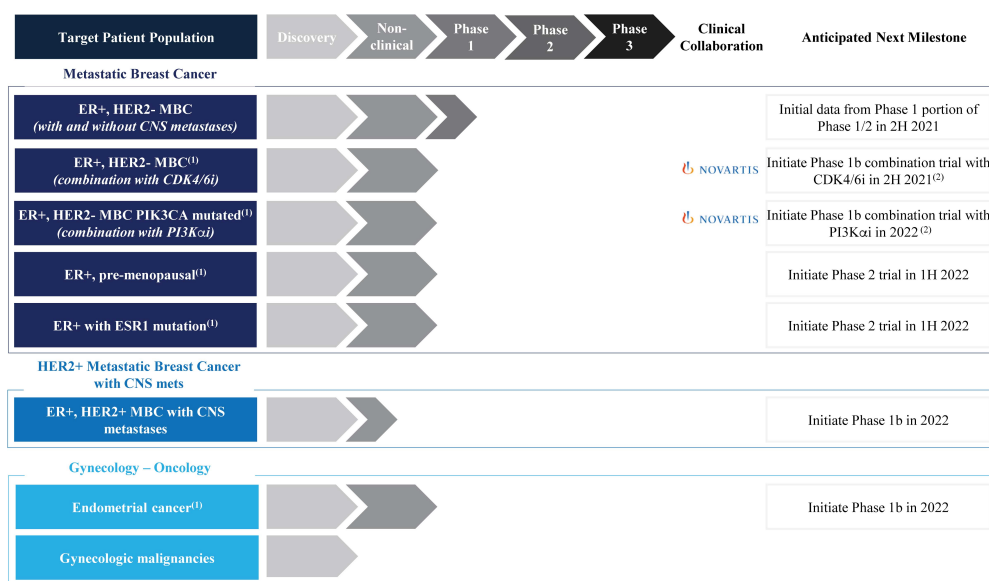 Target Patient Population
Discovery
Non-
clinical
Phase
1
Phase
2
Phase
3
Clinical
Collaboration
Anticipated Next Milestone
Metastatic Breast Cancer
ER+, HER2- MBC
(with and without CNS metastases)
Initial data from Phase 1 portion of
Phase 1/2 in 2H 2021
ER+, HER2- MBC(1)
(combination with CDK4/6i)
NOVARTIS
Initiate Phase 1b combination trial with
CDK4/6i in 2H 2021(2)
ER+, HER2- MBC PIK3CA mutated(1)
(combination with PI3Kαi)
NOVARTIS
Initiate Phase 1b combination trial with
PI3Kαi in 2022 (2)
ER+, pre-menopausal(1)
Initiate Phase 2 trial in 1H 2022
ER+ with ESR1 mutation(1)
Initiate Phase 2 trial in 1H 2022
HER2+ Metastatic Breast Cancer
with CNS mets
ER+, HER2+ MBC with CNS
metastases
Initiate Phase 1b in 2022
Gynecology – Oncology
Endometrial cancer(1)
Initiate Phase 1b in 2022
Gynecologic malignancies